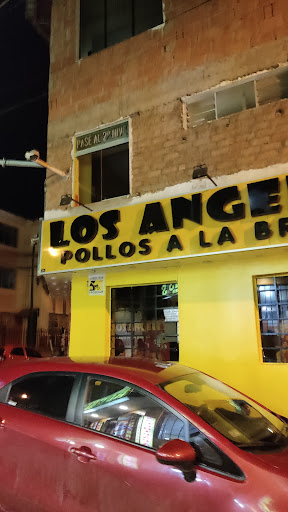 PASE AL 2º NIV
LOS ANGE
POLLOS A LA BR